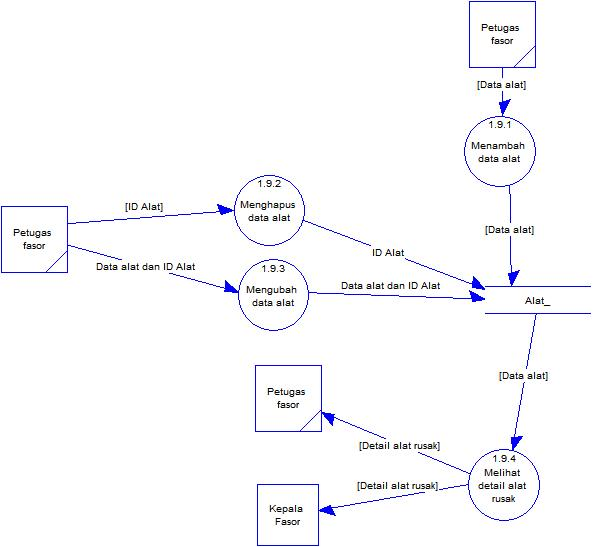 Petugas
fasor
[Data alat]
1.9.1
Menambah
data alat
[Data alat]
1.9.2
Menghapus
data alat
[ID Alat]
Petugas
fasor
ID Alat
Data alat dan ID Alat
1.9.3
Mengubah
data alat
Data alat dan ID Alat
Alat_
[Data alat]
Petugas
fasor
[Detail alat rusak]
1.9.4
Melihat
detail alat
rusak
[Detail alat rusak]
Kepala
Fasor